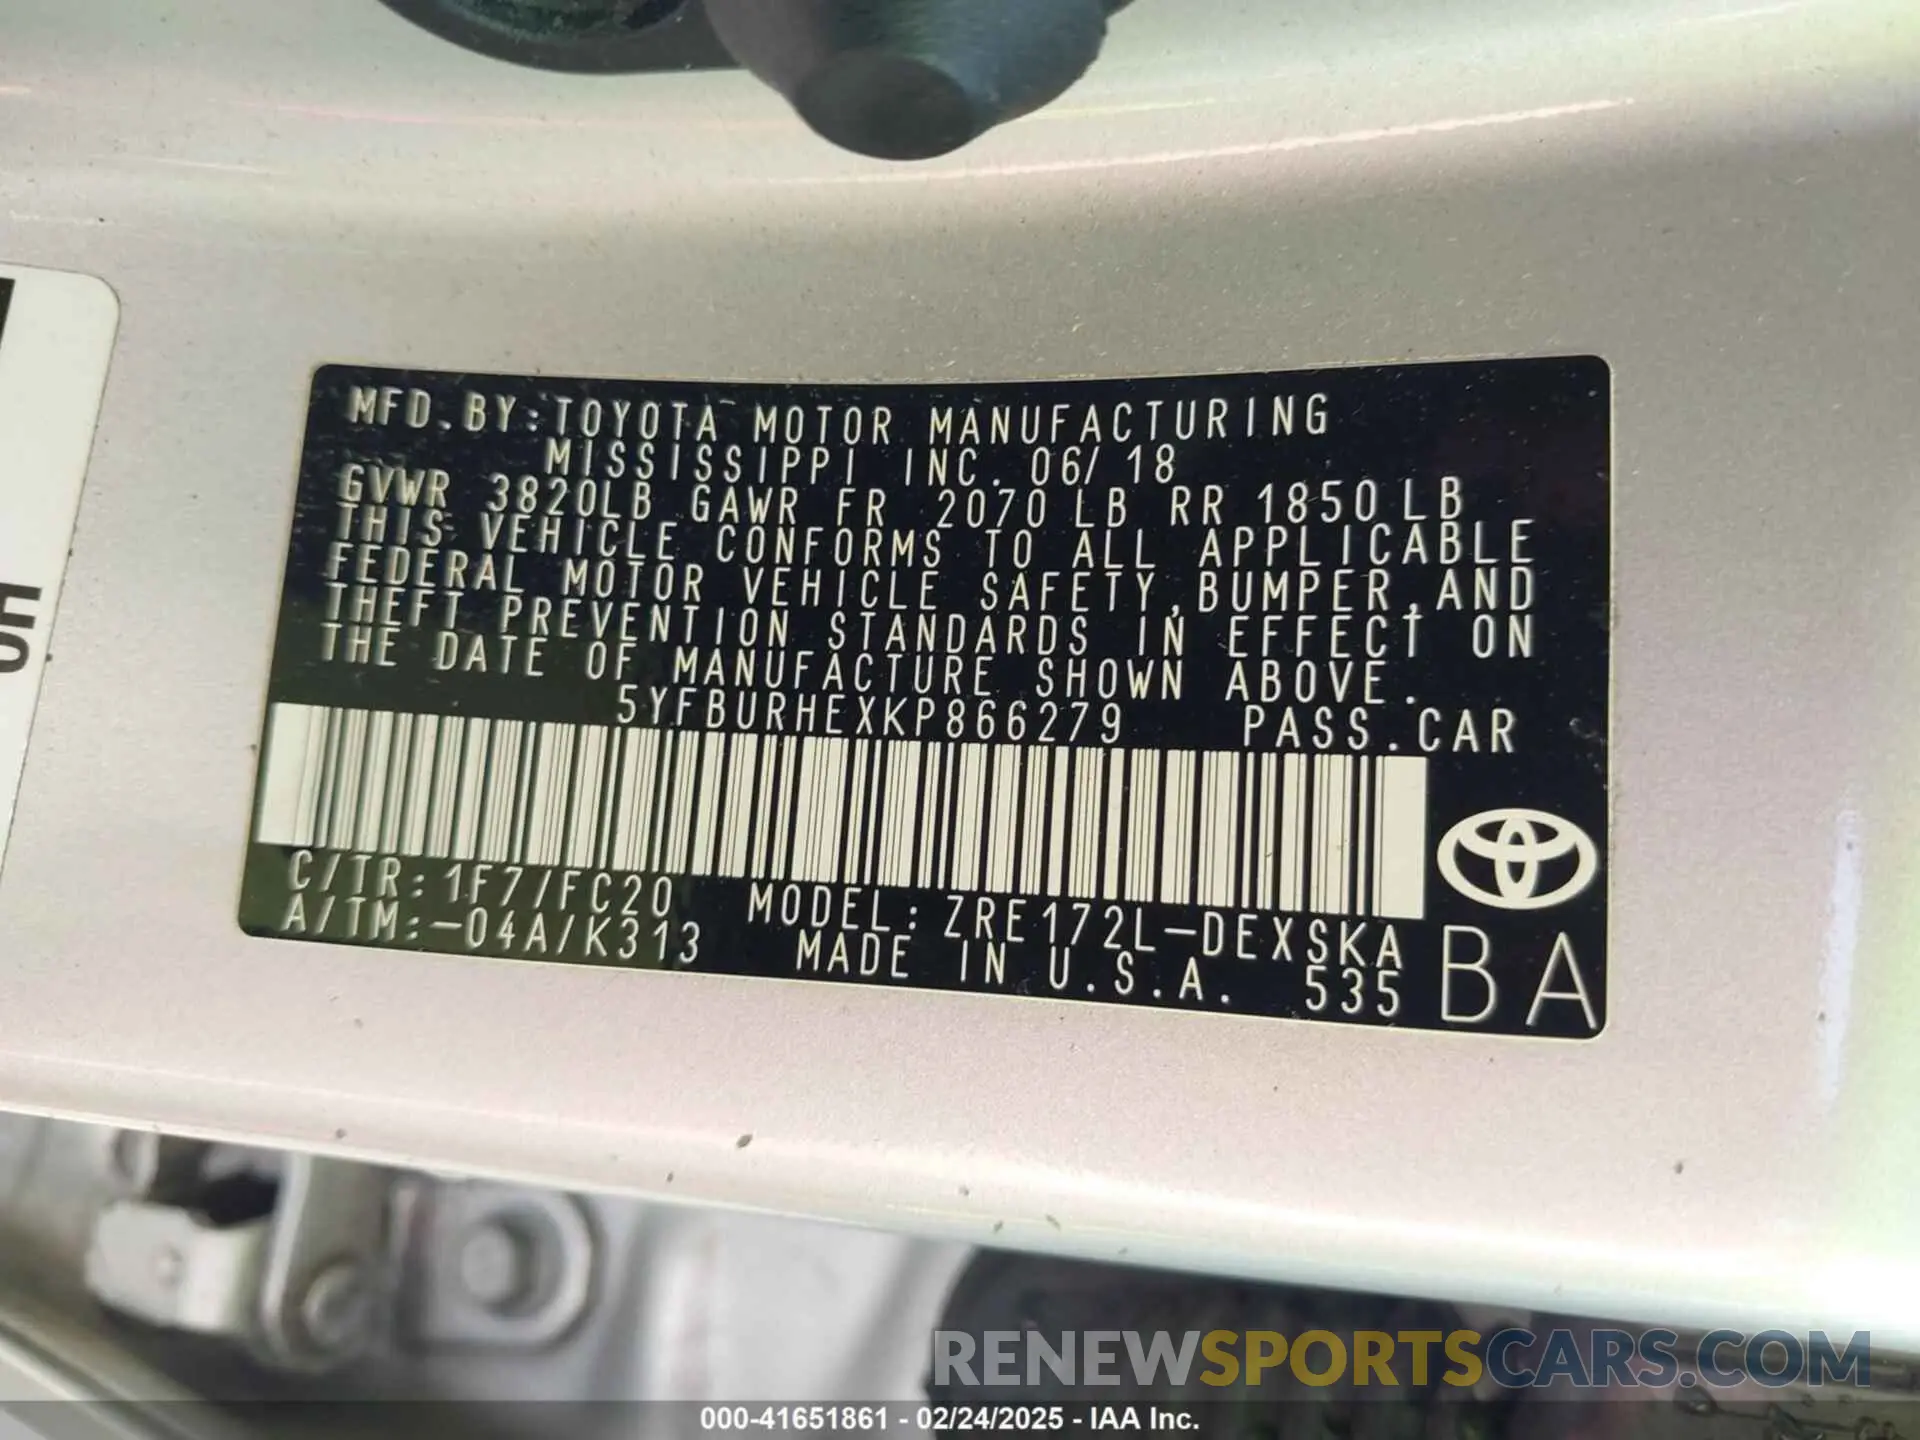 MFD.BY:TOYOTA MOTOR MANUFACTURING
MISSISSIPPI INC. 06/18
GVWR 3820LB GAWR FR 2070LB RR 1850LB
THIS VEHICLE CONFORMS TO ALL APPLICABLE
FEDERAL MOTOR VEHICLE SAFETY,BUMPER,AND
THEFT PREVENTION STANDARDS IN EFFECT ON
THE DATE OF MANUFACTURE SHOWN ABOVE.
5YFBURHEXKP866279 PASS.CAR
C/TR:1F7/FC20 MODEL:ZRE172L-DEXSKA
A/TM:-04A/K313 MADE IN U.S.A. 535
BA
RENEWSPORTSCARS.COM
000-41651861 - 02/24/2025 - IAA Inc.